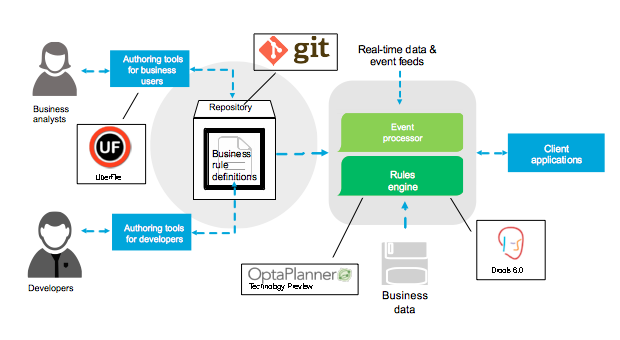 Authoring tools
for business
users
git
Real-time data &
event feeds
Business
analysts
Repository
Event
processor
UF
UberFire
Business
rule
definitions
Client
applications
Rules
engine
Authoring tools
for developers
Drools 6.0
OptaPlanner
Technology Preview
Developers
Business
data